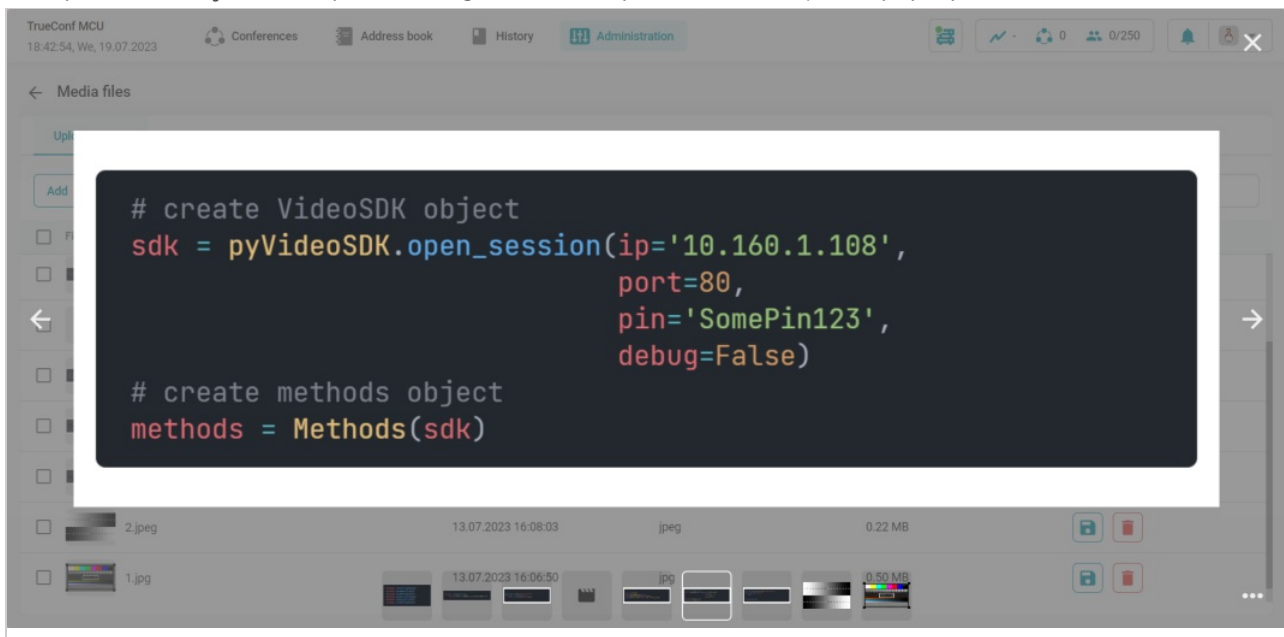 TrueConf MCU
18:42:54, We, 19.07.2023
Conferences
Address book
History
Administration
-
0
0/250
Media files
Add
# create VideoSDK object
sdk = pyVideoSDK.open_session(ip='10.160.1.108',
port=80,
pin='SomePin123',
debug=False)
# create methods object
methods = Methods(sdk)
2.jpeg 13.07.2023 16:08:03 jpeg 0.22 MB
1.jpg 13.07.2023 16:06:50 jpg 0.50 MB